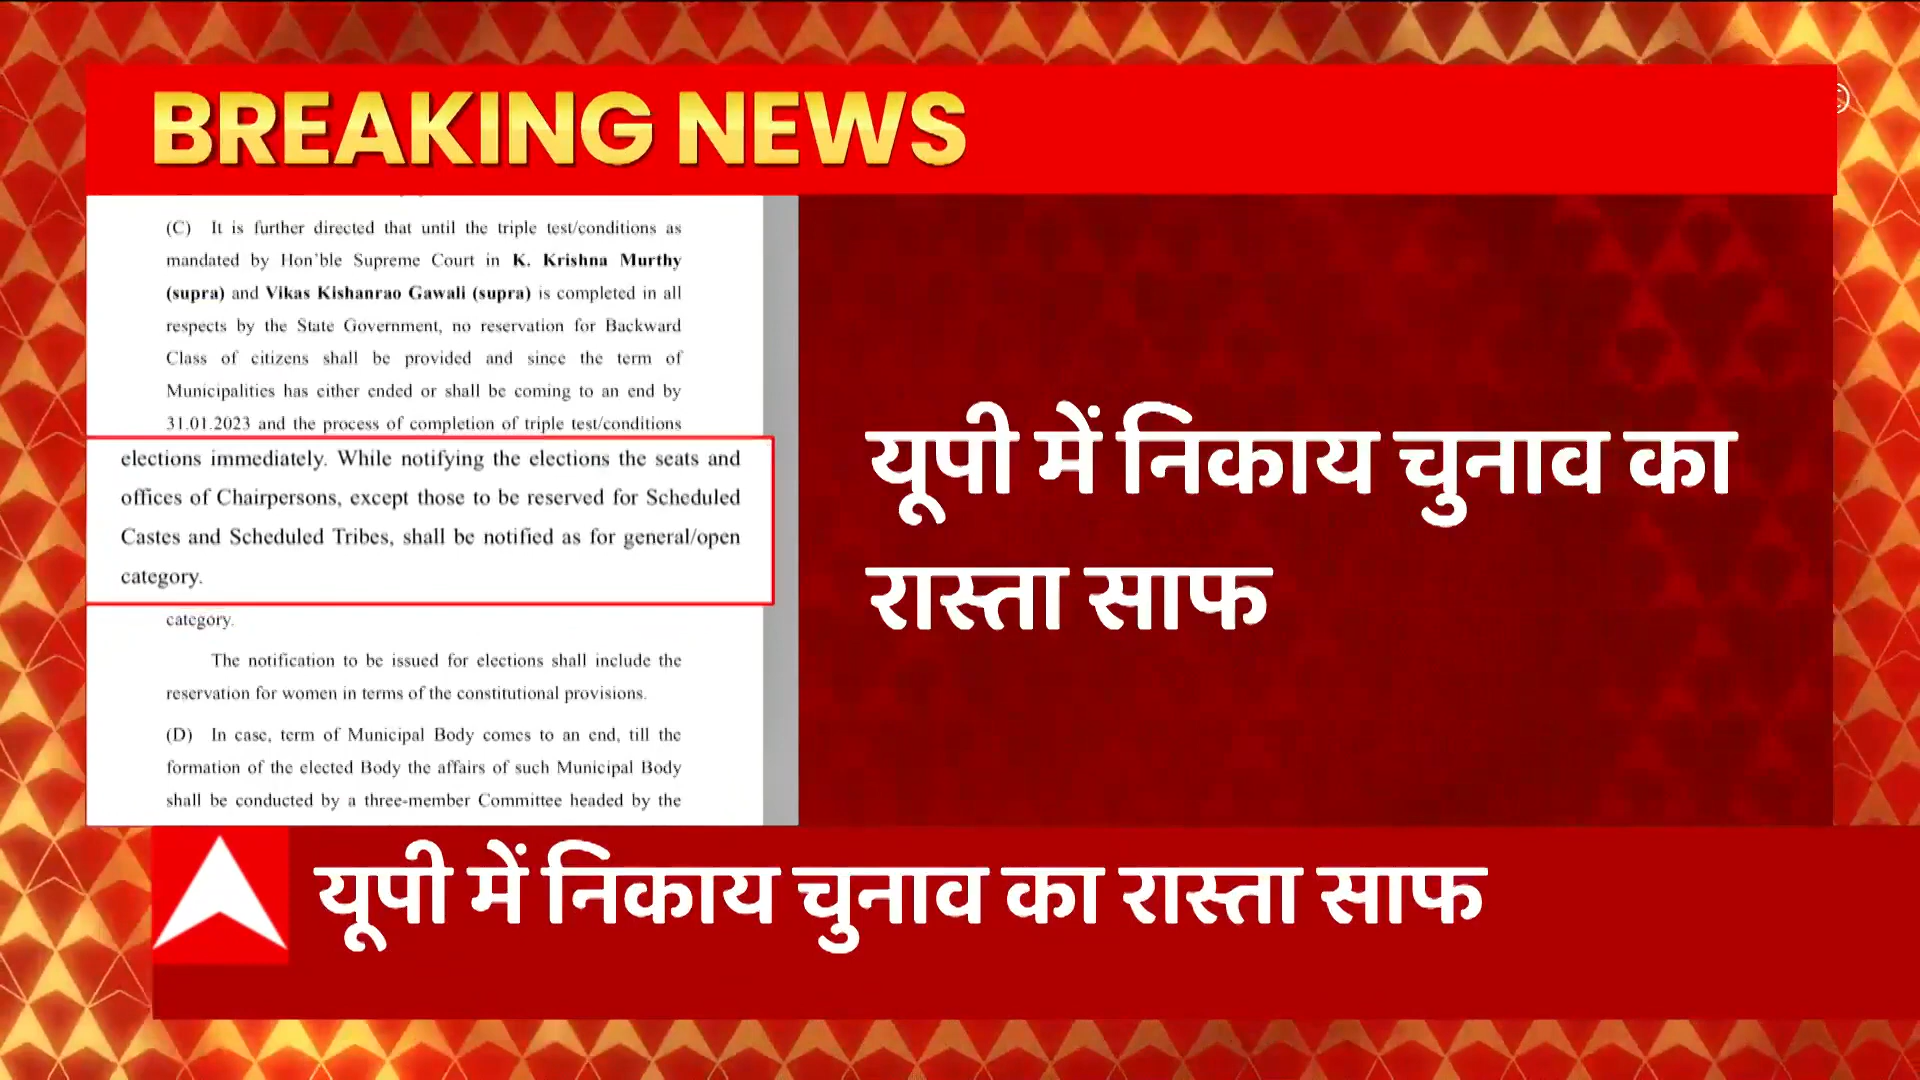 BREAKING NEWS
(C) It is further directed that until the triple test/conditions as
mandated by Hon'ble Supreme Court in K. Krishna Murthy
(supra) and Vikas Kishanrao Gawali (supra) is completed in all
respects by the State Government, no reservation for Backward
Class of citizens shall be provided and since the term of
Municipalities has either ended or shall be coming to an end by
31.01.2023 and the process of completion of triple test/conditions
elections immediately. While notifying the elections the seats and
offices of Chairpersons, except those to be reserved for Scheduled
Castes and Scheduled Tribes, shall be notified as for general/open
category.
category.
The notification to be issued for elections shall include the
reservation for women in terms of the constitutional provisions.
(D) In case, term of Municipal Body comes to an end, till the
formation of the elected Body the affairs of such Municipal Body
shall be conducted by a three-member Committee headed by the
यूपी में निकाय चुनाव का
रास्ता साफ
यूपी में निकाय चुनाव का रास्ता साफ